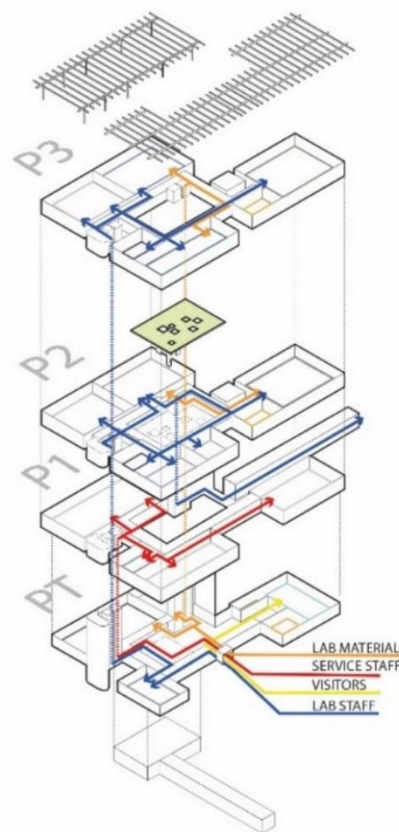 P3
P2
P1
PT
LAB MATERIAL
SERVICE STAFF
VISITORS
LAB STAFF